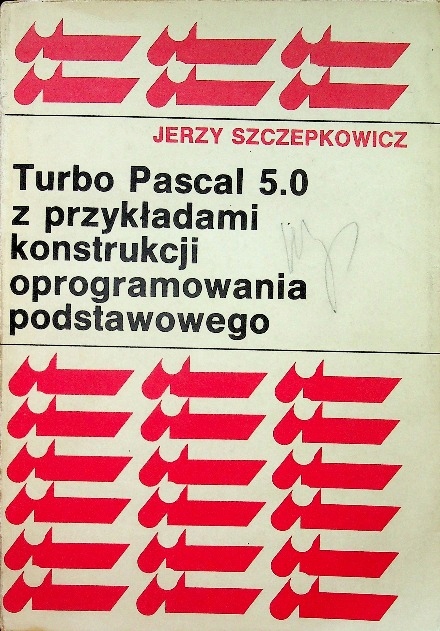 JERZY SZCZEPKOWICZ
Turbo Pascal 5.0
z przykładami
konstrukcji
oprogramowania
podstawowego